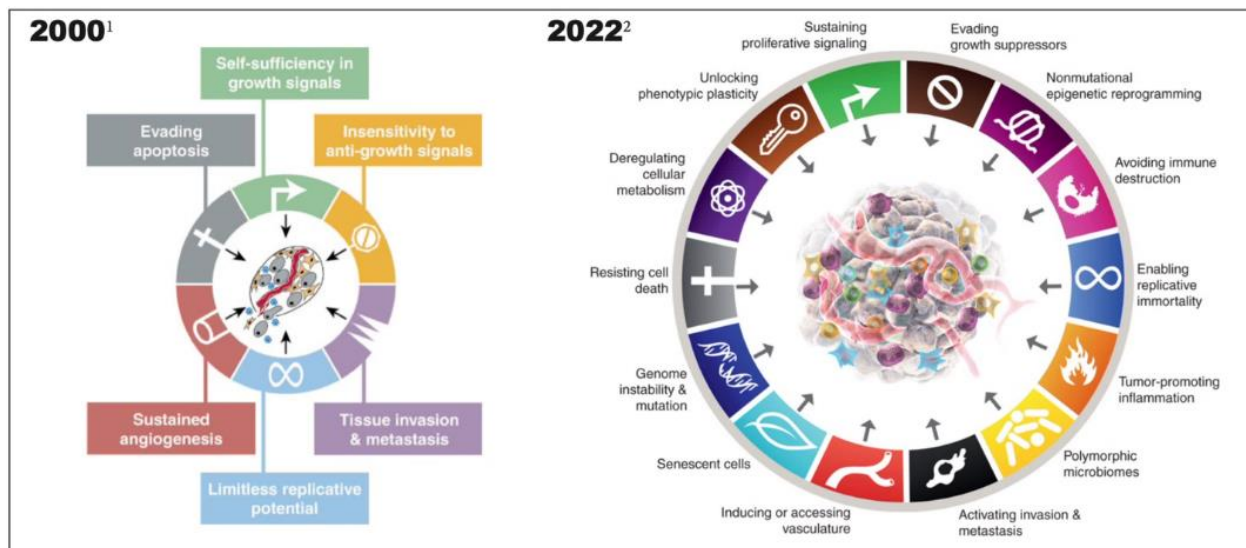 2000¹
Self-sufficiency in
growth signals
Evading
apoptosis
Insensitivity to
anti-growth signals
Sustained
angiogenesis
Tissue invasion
& metastasis
Limitless replicative
potential
2022²
Sustaining
proliferative signaling
Evading
growth suppressors
Unlocking
phenotypic plasticity
Nonmutational
epigenetic reprogramming
Deregulating
cellular
metabolism
Avoiding immune
destruction
Resisting cell
death
Enabling
replicative
immortality
Genome
instability &
mutation
Tumor-promoting
inflammation
Senescent cells
Polymorphic
microbiomes
Inducing or accessing
vasculature
Activating invasion &
metastasis